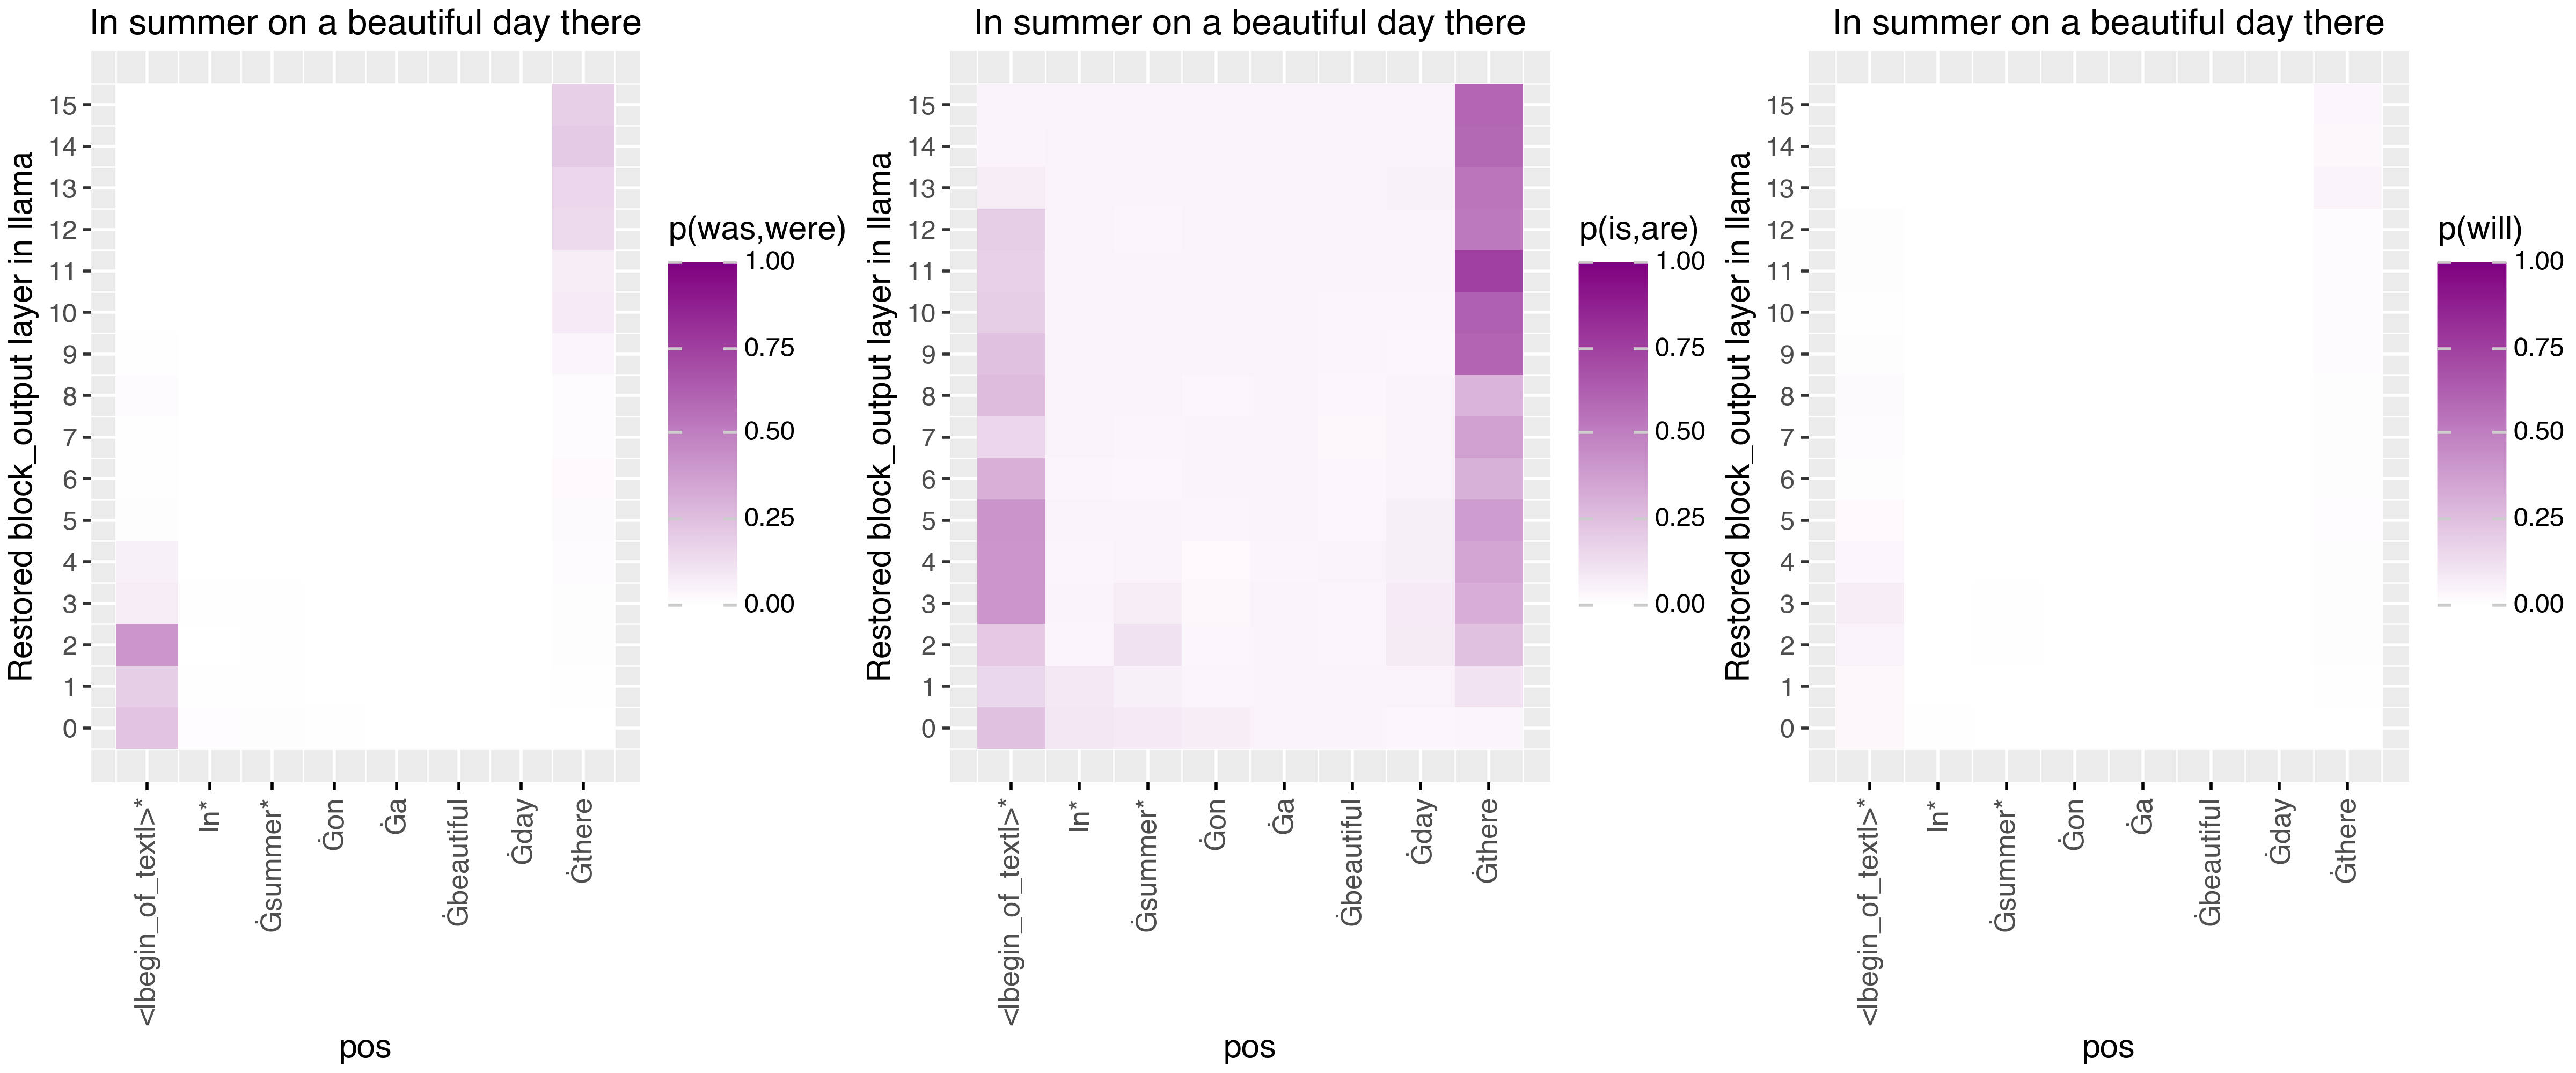 In summer on a beautiful day there
Restored block_output layer in llama
15
14
13
12
11
10
9
8
7
6
5
4
3
2
1
0
<|begin_of_text|>*
In*
Ġsummer*
Ġon
Ġa
Ġbeautiful
Ġday
Ġthere
pos
p(was,were)
1.00
0.75
0.50
0.25
0.00
In summer on a beautiful day there
Restored block_output layer in llama
15
14
13
12
11
10
9
8
7
6
5
4
3
2
1
0
<|begin_of_text|>*
In*
Ġsummer*
Ġon
Ġa
Ġbeautiful
Ġday
Ġthere
pos
p(is,are)
1.00
0.75
0.50
0.25
0.00
In summer on a beautiful day there
Restored block_output layer in llama
15
14
13
12
11
10
9
8
7
6
5
4
3
2
1
0
<|begin_of_text|>*
In*
Ġsummer*
Ġon
Ġa
Ġbeautiful
Ġday
Ġthere
pos
p(will)
1.00
0.75
0.50
0.25
0.00